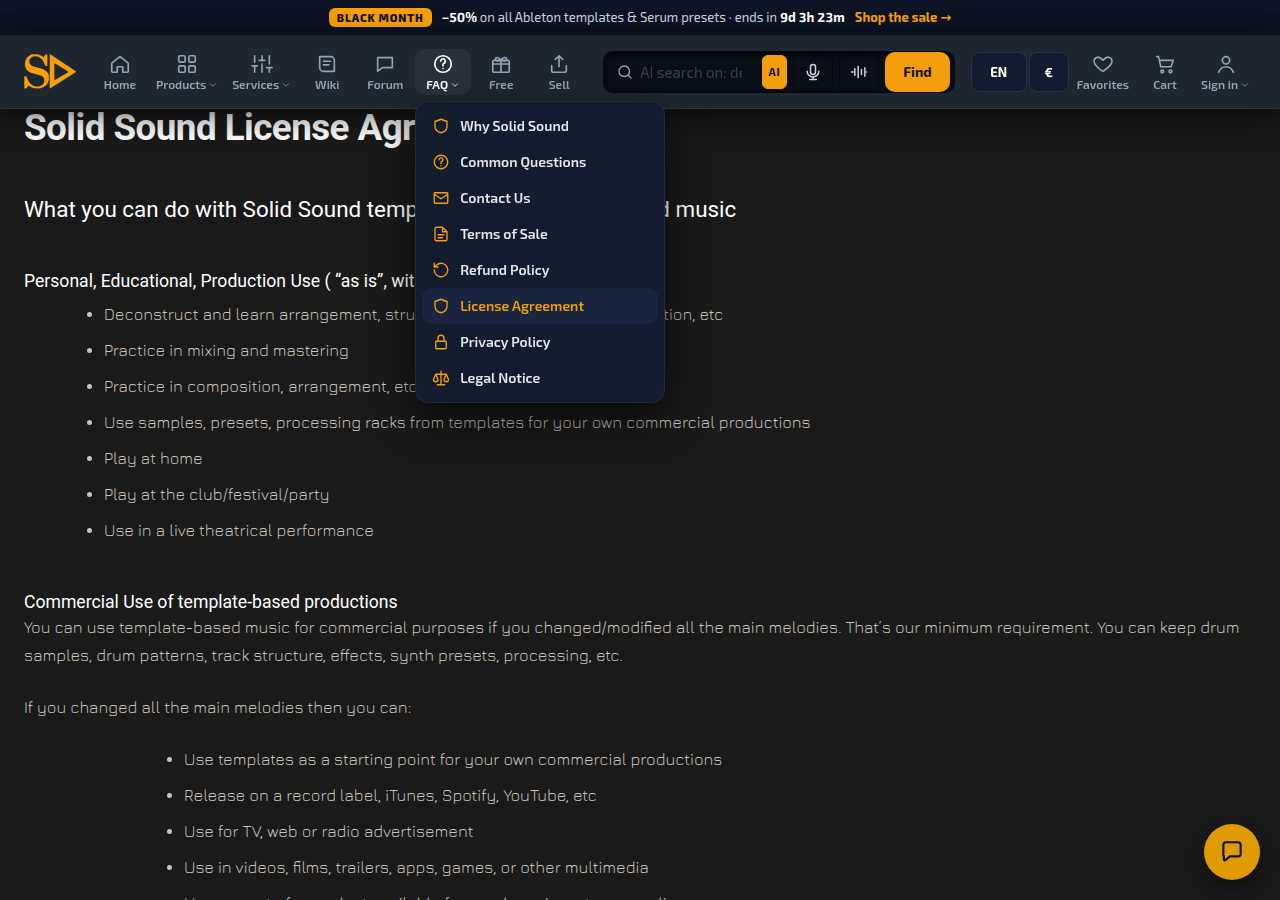 BLACK MONTH −50% on all Ableton templates & Serum presets · ends in 9d 3h 23m Shop the sale →
Home
Products
Services
Wiki
Forum
FAQ
Free
Sell
AI search on: dr
AI
Find
EN
€
Favorites
Cart
Sign in
Solid Sound License Agr
Why Solid Sound
Common Questions
Contact Us
Terms of Sale
Refund Policy
License Agreement
Privacy Policy
Legal Notice
What you can do with Solid Sound temp d music
Personal, Educational, Production Use ( “as is”, wit
Deconstruct and learn arrangement, stru tion, etc
Practice in mixing and mastering
Practice in composition, arrangement, etc
Use samples, presets, processing racks from templates for your own commercial productions
Play at home
Play at the club/festival/party
Use in a live theatrical performance
Commercial Use of template-based productions
You can use template-based music for commercial purposes if you changed/modified all the main melodies. That’s our minimum requirement. You can keep drum
samples, drum patterns, track structure, effects, synth presets, processing, etc.
If you changed all the main melodies then you can:
Use templates as a starting point for your own commercial productions
Release on a record label, iTunes, Spotify, YouTube, etc
Use for TV, web or radio advertisement
Use in videos, films, trailers, apps, games, or other multimedia